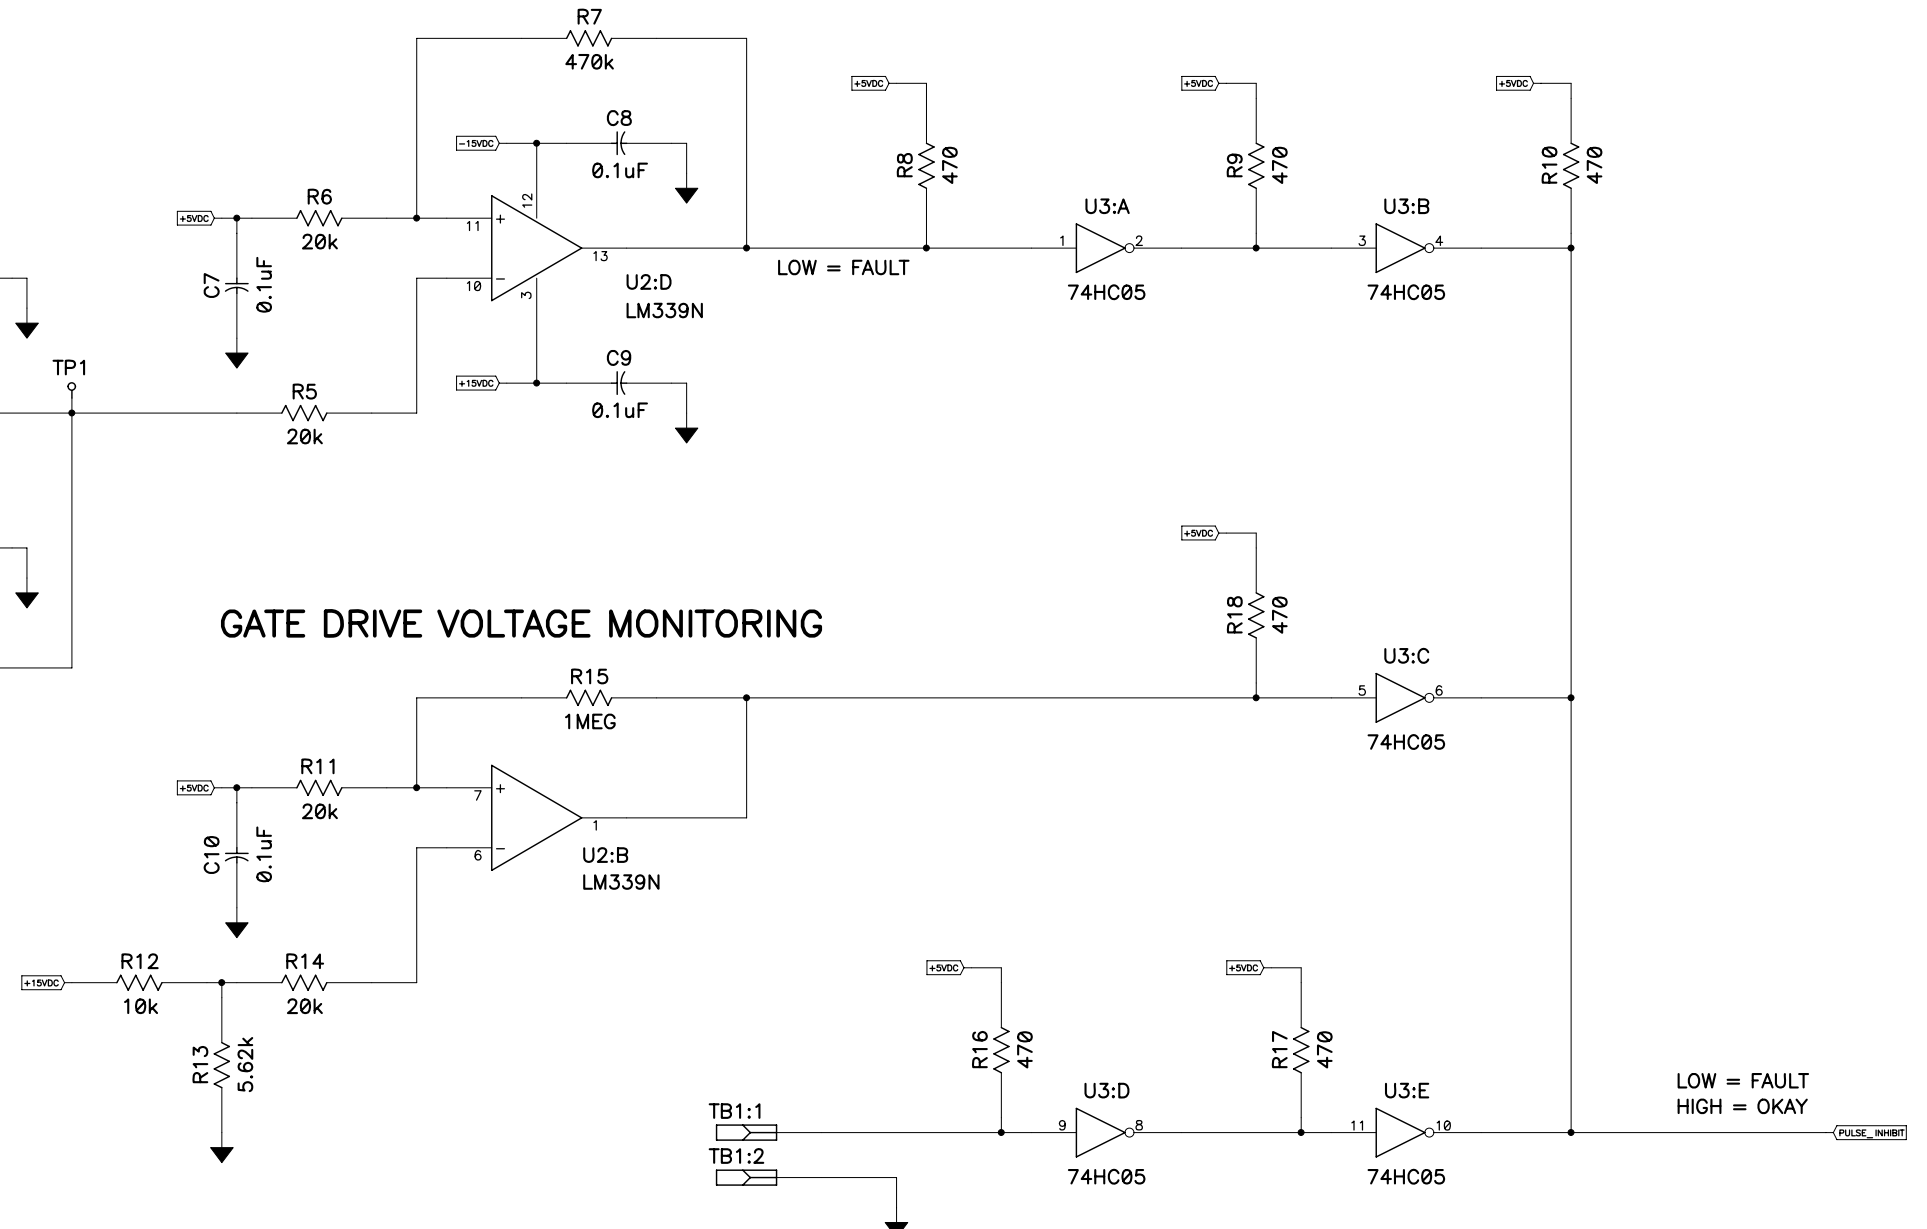 R7
470k
+5VDC
+5VDC
+5VDC
C8
-15VDC
0.1uF
R8
470
R9
470
R10
470
12
R6
+5VDC
20k
11
+
13
10
-
3
U2:D
LM339N
C7
0.1uF
LOW = FAULT
U3:A
1
2
74HC05
U3:B
3
4
74HC05
TP1
C9
+15VDC
0.1uF
R5
20k
+5VDC
R18
470
GATE DRIVE VOLTAGE MONITORING
R15
1MEG
U3:C
5
6
74HC05
R11
+5VDC
20k
7
+
1
6
-
U2:B
LM339N
C10
0.1uF
R12
+15VDC
10k
R14
20k
R13
5.62k
+5VDC
+5VDC
R16
470
R17
470
TB1:1
TB1:2
U3:D
9
8
74HC05
U3:E
11
10
74HC05
LOW = FAULT
HIGH = OKAY
PULSE_INHIBIT